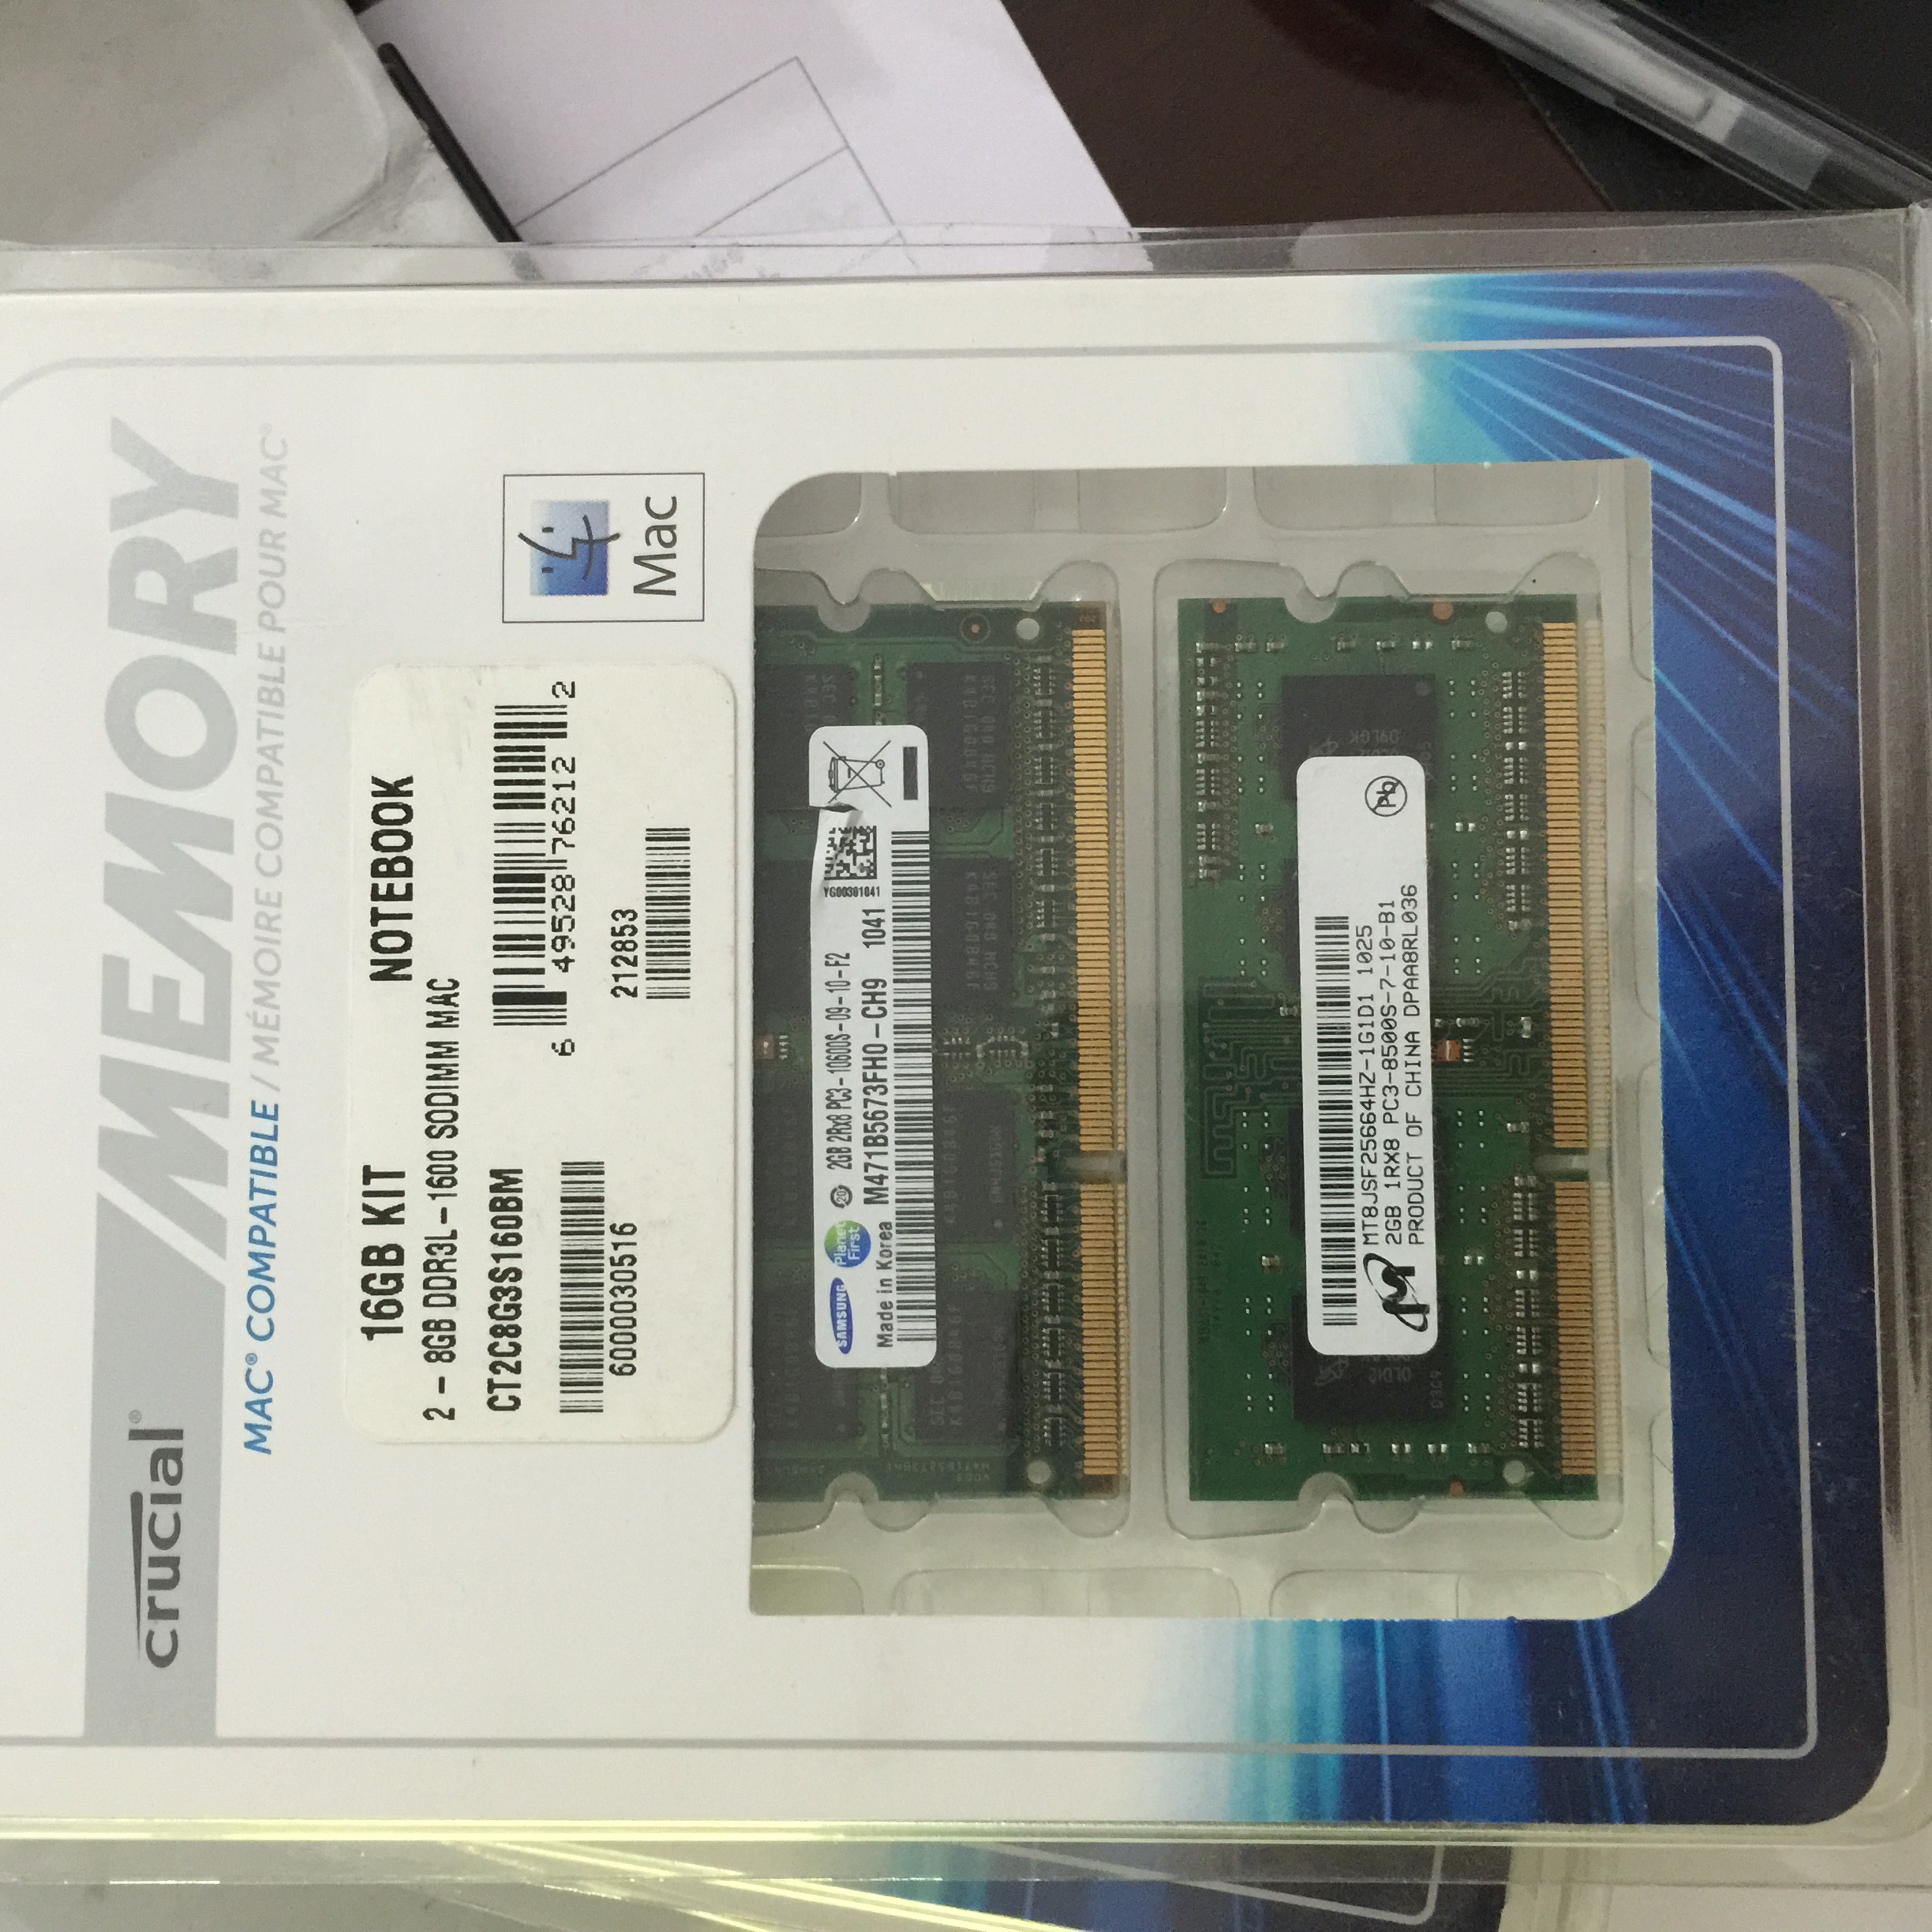 crucial®
MEMORY
MAC® COMPATIBLE / MÉMOIRE COMPATIBLE POUR MAC®
16GB KIT NOTEBOOK
2 - 8GB DDR3L-1600 SODIMM MAC
CT2C8G3S160BM
6 49528 76212 2
6000030516
212853
Mac
SAMSUNG
Planet First
2GB 2Rx8 PC3-10600S-09-10-F2
Made in Korea
M471B5673FH0-CH9 1041
YG00301041
MT8JSF25664HZ-1G1D1 1025
2GB 1RX8 PC3-8500S-7-10-B1
PRODUCT OF CHINA DPAA8RL036
Pb
D9LGK